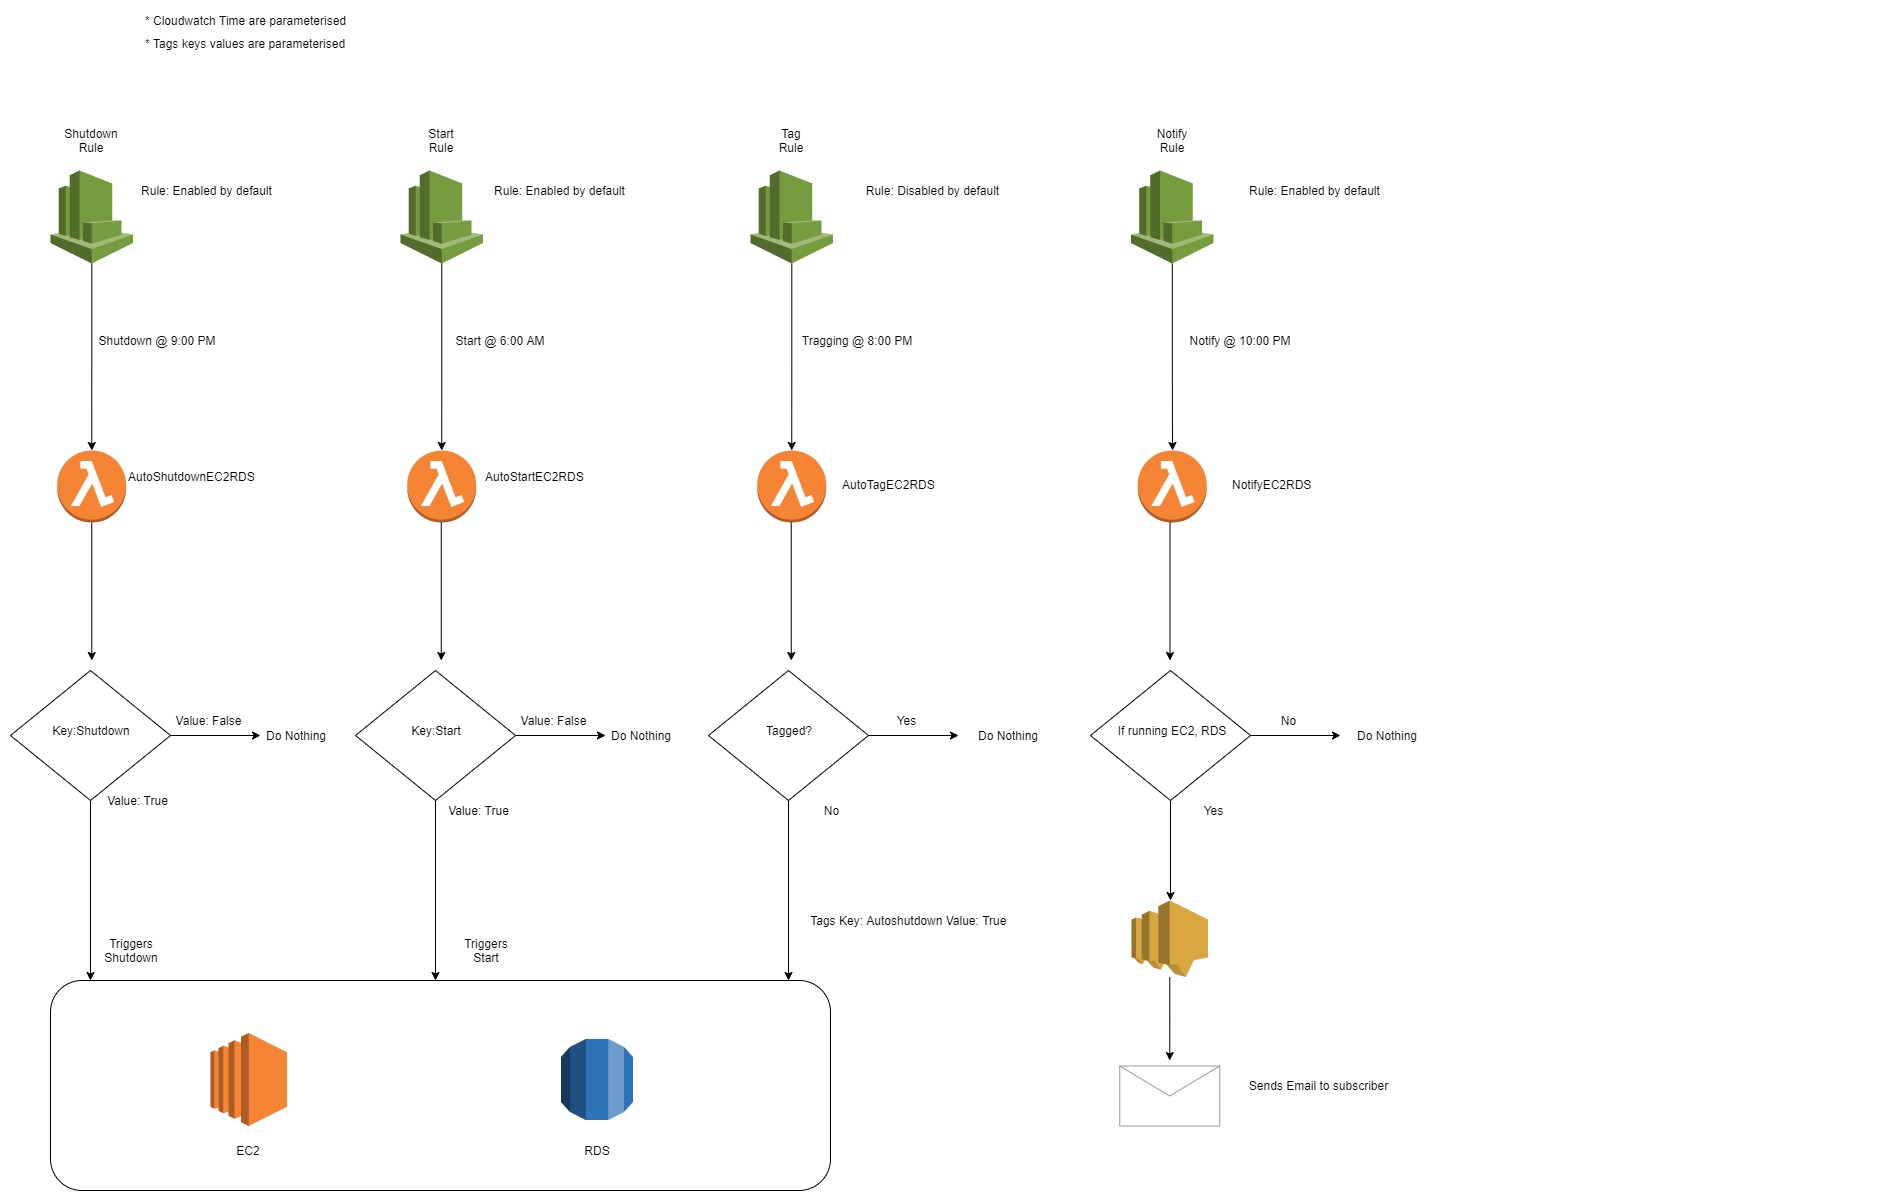 * Cloudwatch Time are parameterised
* Tags keys values are parameterised
Shutdown
Rule
Start
Rule
Tag
Rule
Notify
Rule
Rule: Enabled by default
Rule: Enabled by default
Rule: Disabled by default
Rule: Enabled by default
Shutdown @ 9:00 PM
Start @ 6:00 AM
Tragging @ 8:00 PM
Notify @ 10:00 PM
AutoShutdownEC2RDS
AutoStartEC2RDS
AutoTagEC2RDS
NotifyEC2RDS
Key:Shutdown
Value: False
Do Nothing
Key:Start
Value: False
Do Nothing
Tagged?
Yes
Do Nothing
If running EC2, RDS
No
Do Nothing
Value: True
Value: True
No
Yes
Tags Key: Autoshutdown Value: True
Triggers
Shutdown
Triggers
Start
Sends Email to subscriber
EC2
RDS